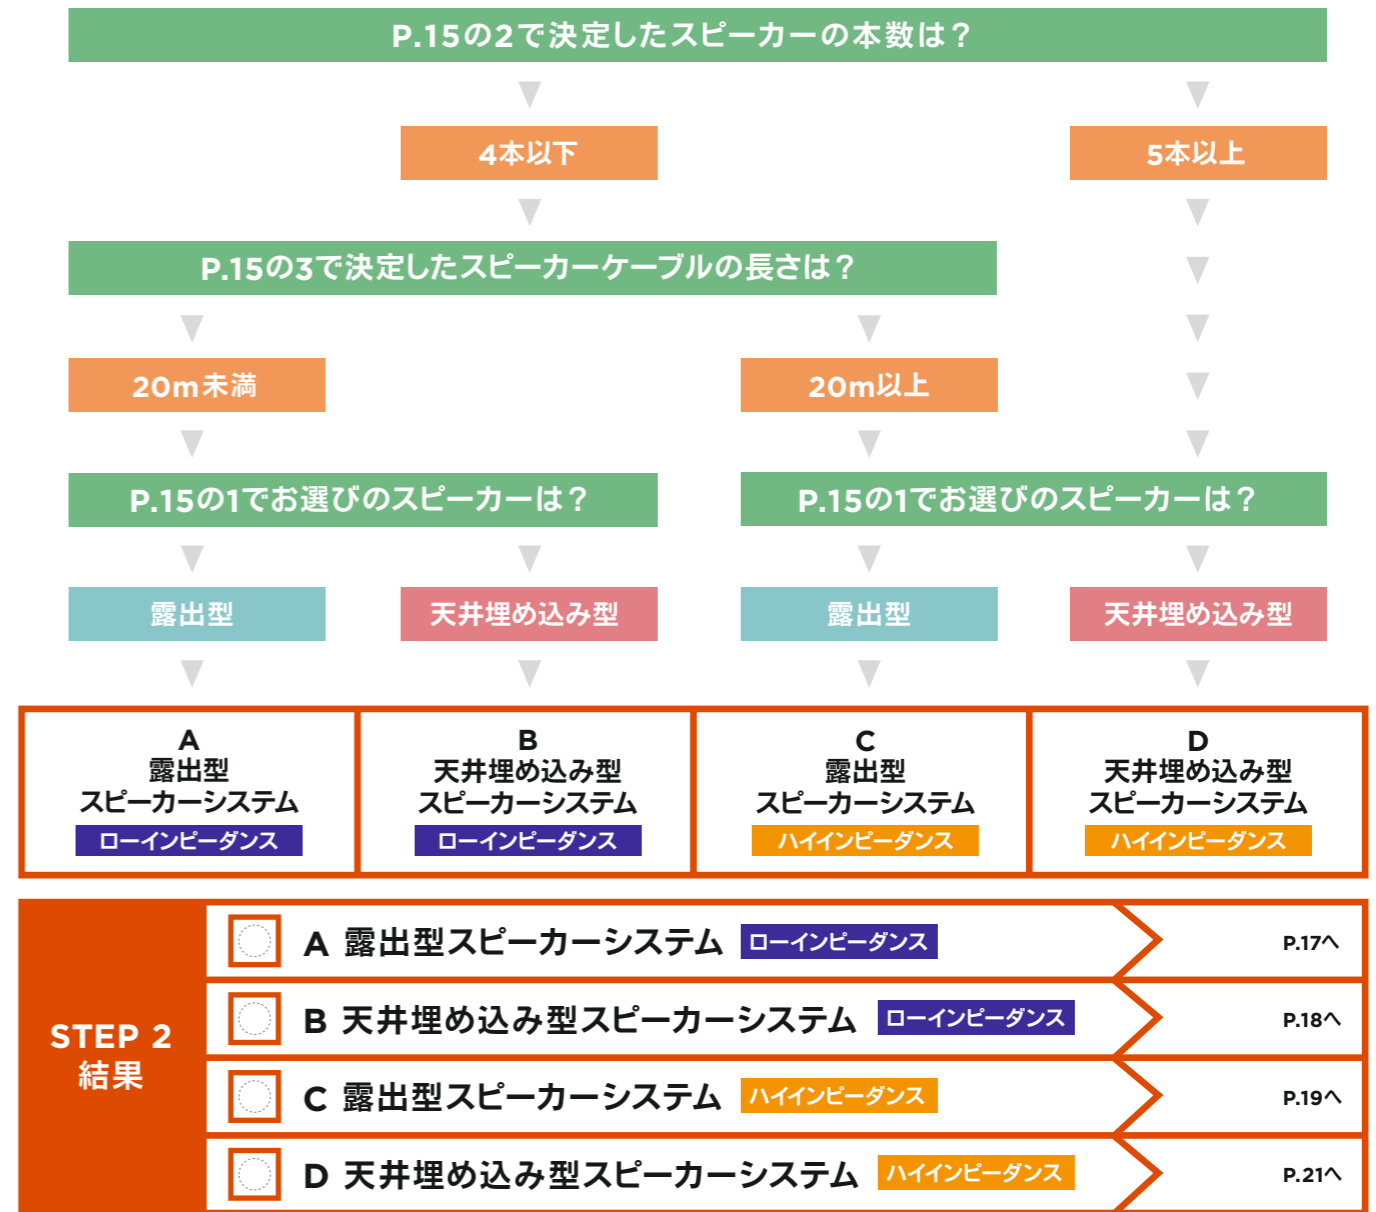 P.15の2で決定したスピーカーの本数は？
4本以下
5本以上
P.15の3で決定したスピーカーケーブルの長さは？
20m未満
20m以上
P.15の1でお選びのスピーカーは？
P.15の1でお選びのスピーカーは？
露出型
天井埋め込み型
露出型
天井埋め込み型
A
露出型
スピーカーシステム
ローインピーダンス
B
天井埋め込み型
スピーカーシステム
ローインピーダンス
C
露出型
スピーカーシステム
ハイインピーダンス
D
天井埋め込み型
スピーカーシステム
ハイインピーダンス
STEP 2
結果
A 露出型スピーカーシステム ローインピーダンス P.17へ
B 天井埋め込み型スピーカーシステム ローインピーダンス P.18へ
C 露出型スピーカーシステム ハイインピーダンス P.19へ
D 天井埋め込み型スピーカーシステム ハイインピーダンス P.21へ